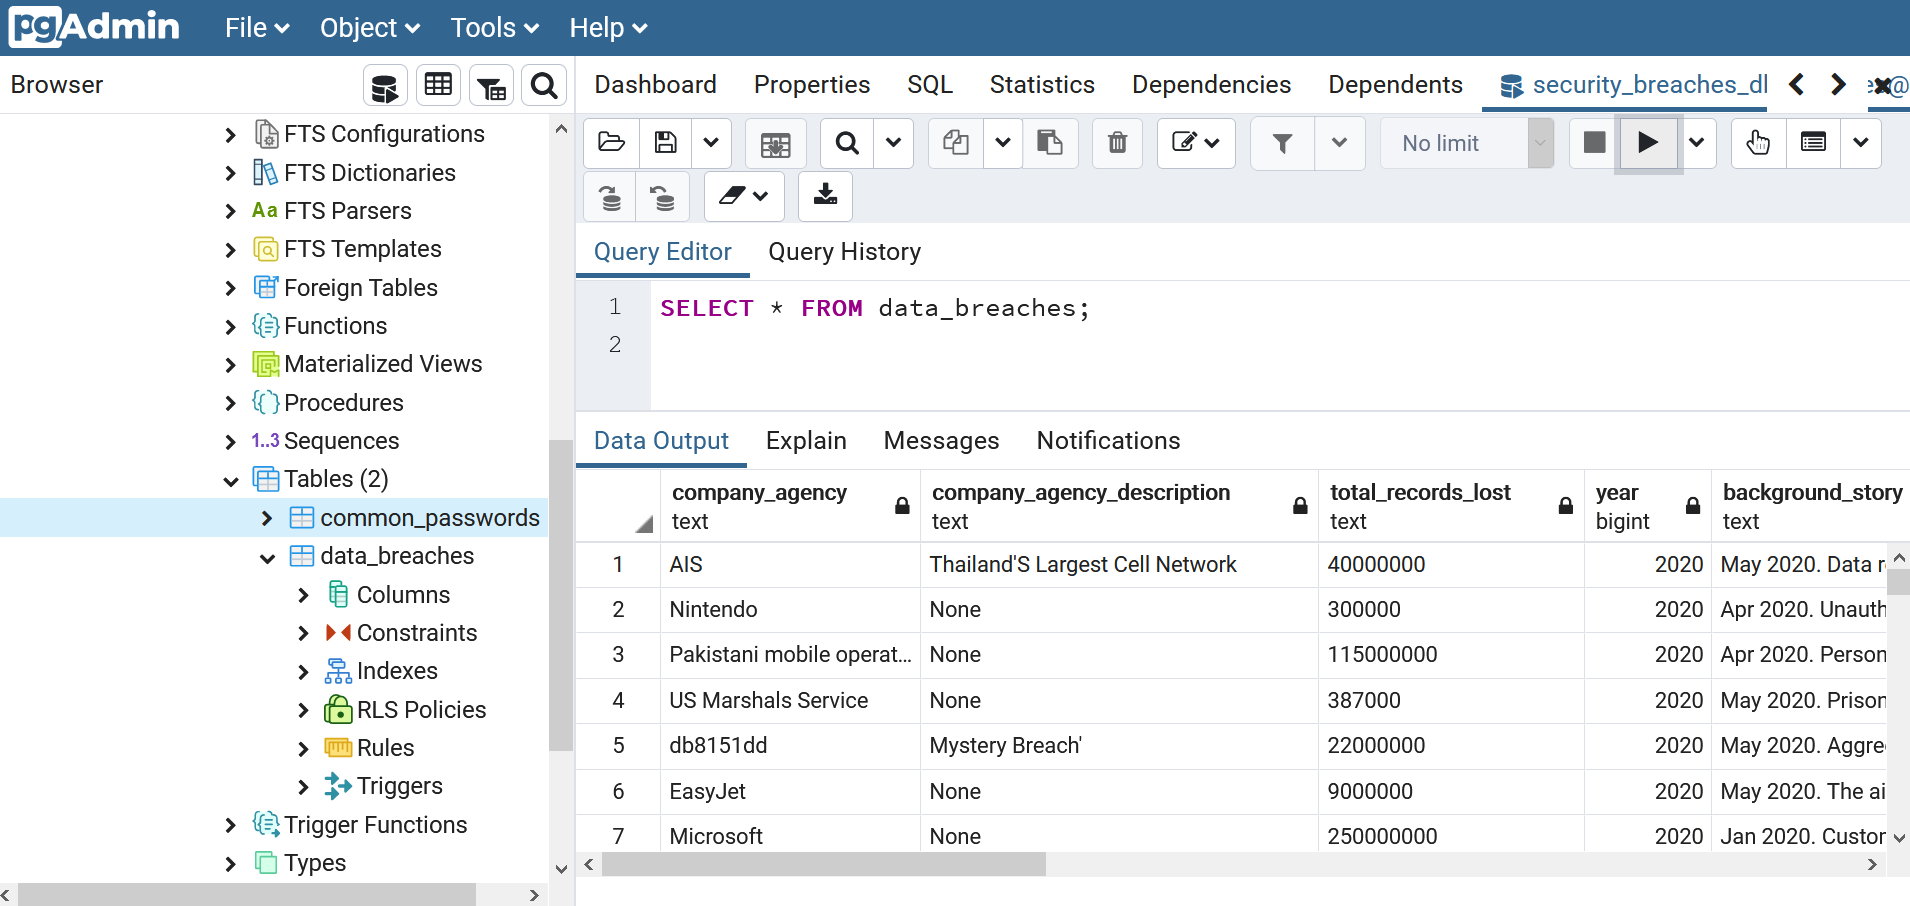 pgAdmin File Object Tools Help
Browser
Dashboard Properties SQL Statistics Dependencies Dependents security_breaches_d
FTS Configurations
FTS Dictionaries
Aa FTS Parsers
FTS Templates
Foreign Tables
Functions
Materialized Views
Procedures
1..3 Sequences
Tables (2)
common_passwords
data_breaches
Columns
Constraints
Indexes
RLS Policies
Rules
Triggers
Trigger Functions
Types
No limit
Query Editor Query History
1 SELECT * FROM data_breaches;
2
Data Output Explain Messages Notifications
company_agency company_agency_description total_records_lost year background_story
text text text bigint text
1 AIS Thailand'S Largest Cell Network 40000000 2020 May 2020. Data r
2 Nintendo None 300000 2020 Apr 2020. Unauth
3 Pakistani mobile operat... None 115000000 2020 Apr 2020. Person
4 US Marshals Service None 387000 2020 May 2020. Prison
5 db8151dd Mystery Breach' 22000000 2020 May 2020. Aggre
6 EasyJet None 9000000 2020 May 2020. The ai
7 Microsoft None 250000000 2020 Jan 2020. Custor